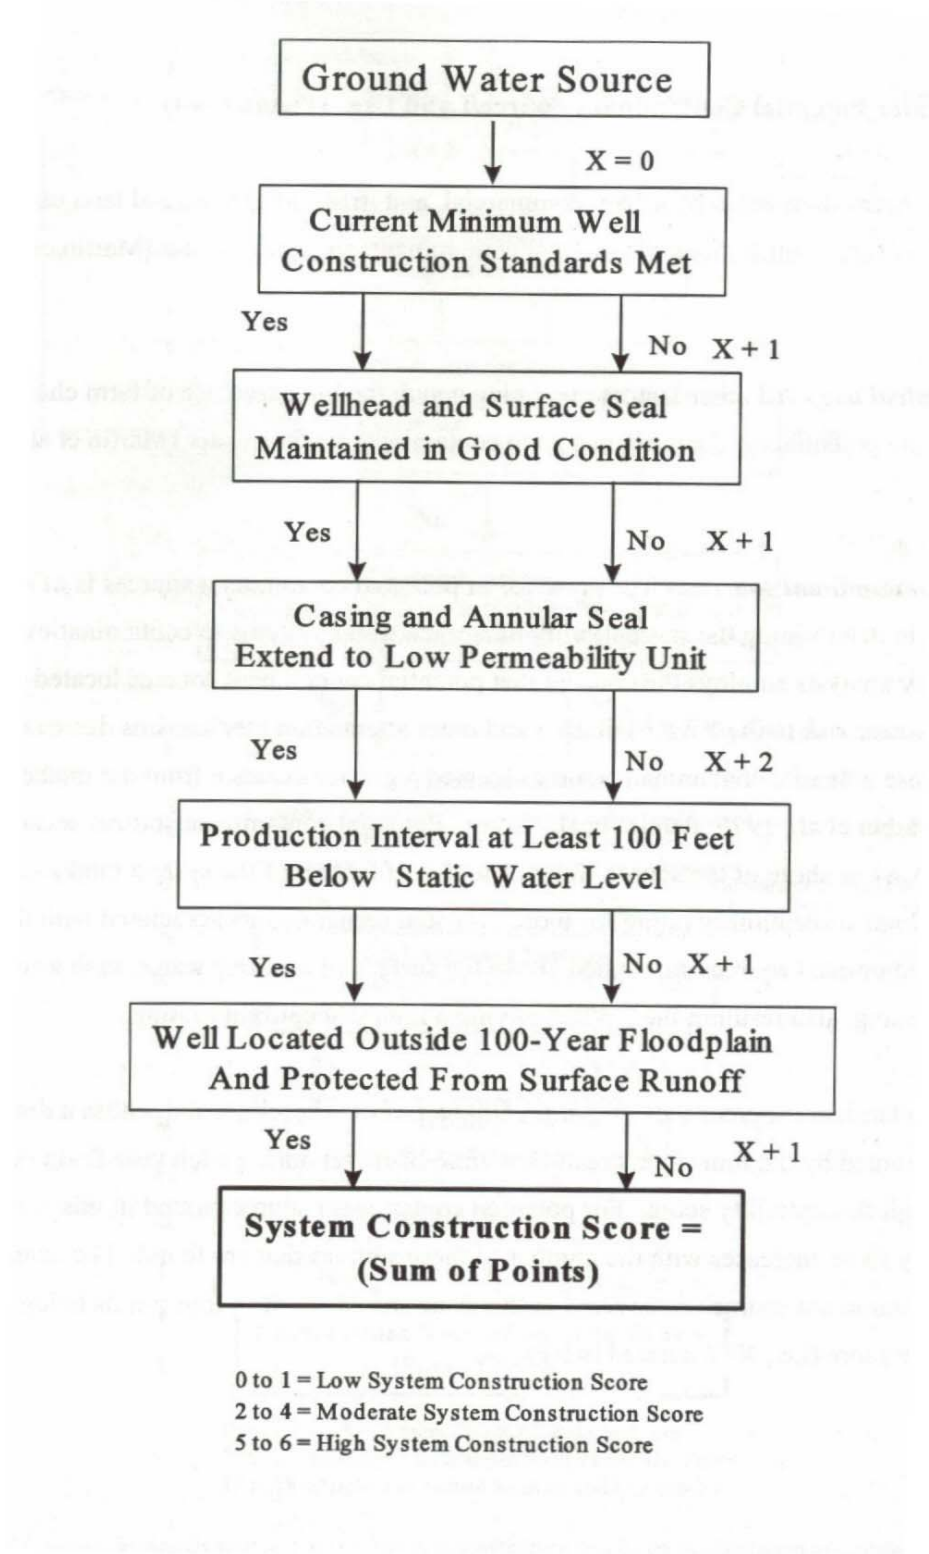 Ground Water Source
X = 0
Current Minimum Well
Construction Standards Met
Yes
No X + 1
Wellhead and Surface Seal
Maintained in Good Condition
Yes
No X + 1
Casing and Annular Seal
Extend to Low Permeability Unit
Yes
No X + 2
Production Interval at Least 100 Feet
Below Static Water Level
Yes
No X + 1
Well Located Outside 100-Year Floodplain
And Protected From Surface Runoff
Yes
No X + 1
System Construction Score =
(Sum of Points)
0 to 1 = Low System Construction Score
2 to 4 = Moderate System Construction Score
5 to 6 = High System Construction Score